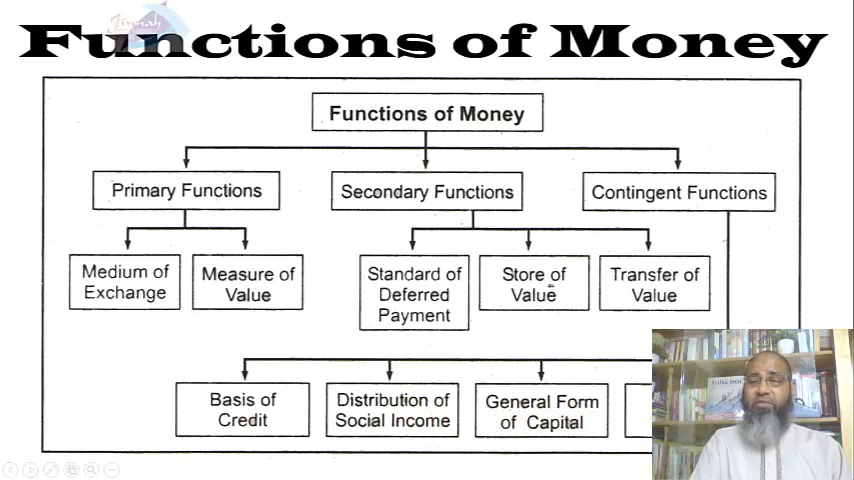 Jinnah
Functions of Money
Functions of Money
Primary Functions
Secondary Functions
Contingent Functions
Medium of
Exchange
Measure of
Value
Standard of
Deferred
Payment
Store of
Value
Transfer of
Value
Basis of
Credit
Distribution of
Social Income
General Form
of Capital